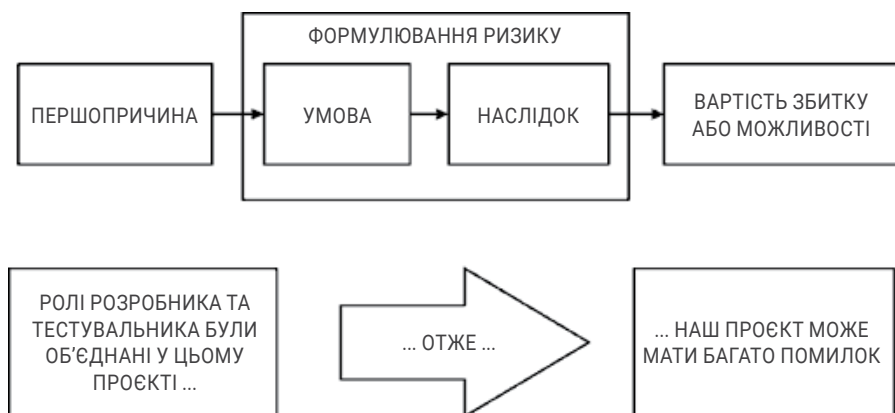 ФОРМУЛЮВАННЯ РИЗИКУ
ПЕРШОПРИЧИНА
УМОВА
НАСЛІДОК
ВАРТІСТЬ ЗБИТКУ
АБО МОЖЛИВОСТІ
РОЛІ РОЗРОБНИКА ТА
ТЕСТУВАЛЬНИКА БУЛИ
ОБ’ЄДНАНІ У ЦЬОМУ
ПРОЄКТІ ...
... ОТЖЕ ...
... НАШ ПРОЄКТ МОЖЕ
МАТИ БАГАТО ПОМИЛОК